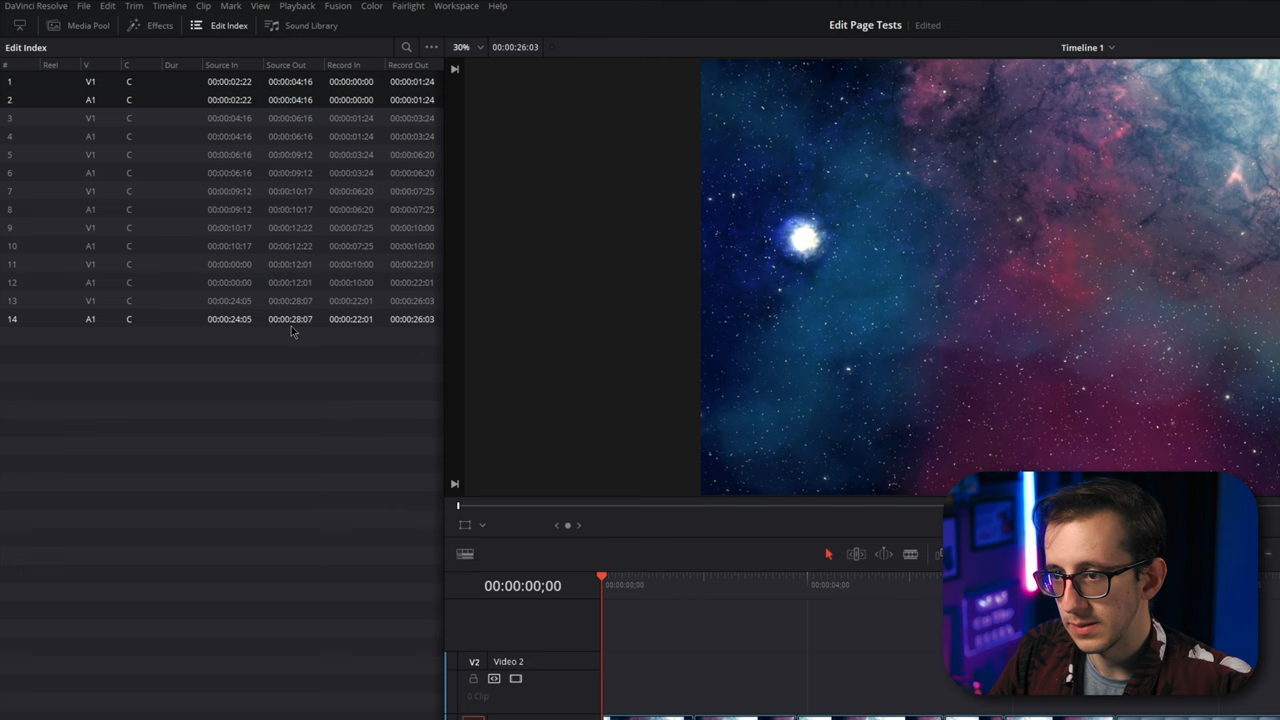 DaVinci Resolve File Edit Trim Timeline Clip Mark View Playback Fusion Color Fairlight Workspace Help
Media Pool Effects Edit Index Sound Library Edit Page Tests Edited
Edit Index 30% 00:00:26:03 Timeline 1
# Reel V C Dur Source In Source Out Record In Record Out
1 V1 C 00:00:02:22 00:00:04:16 00:00:00:00 00:00:01:24
2 A1 C 00:00:02:22 00:00:04:16 00:00:00:00 00:00:01:24
3 V1 C 00:00:04:16 00:00:06:16 00:00:01:24 00:00:03:24
4 A1 C 00:00:04:16 00:00:06:16 00:00:01:24 00:00:03:24
5 V1 C 00:00:06:16 00:00:09:12 00:00:03:24 00:00:06:20
6 A1 C 00:00:06:16 00:00:09:12 00:00:03:24 00:00:06:20
7 V1 C 00:00:09:12 00:00:10:17 00:00:06:20 00:00:07:25
8 A1 C 00:00:09:12 00:00:10:17 00:00:06:20 00:00:07:25
9 V1 C 00:00:10:17 00:00:12:22 00:00:07:25 00:00:10:00
10 A1 C 00:00:10:17 00:00:12:22 00:00:07:25 00:00:10:00
11 V1 C 00:00:00:00 00:00:12:01 00:00:10:00 00:00:22:01
12 A1 C 00:00:00:00 00:00:12:01 00:00:10:00 00:00:22:01
13 V1 C 00:00:24:05 00:00:28:07 00:00:22:01 00:00:26:03
14 A1 C 00:00:24:05 00:00:28:07 00:00:22:01 00:00:26:03
00:00:00;00
00:00:00;00 00:00:04;00
V2 Video 2
0 Clip